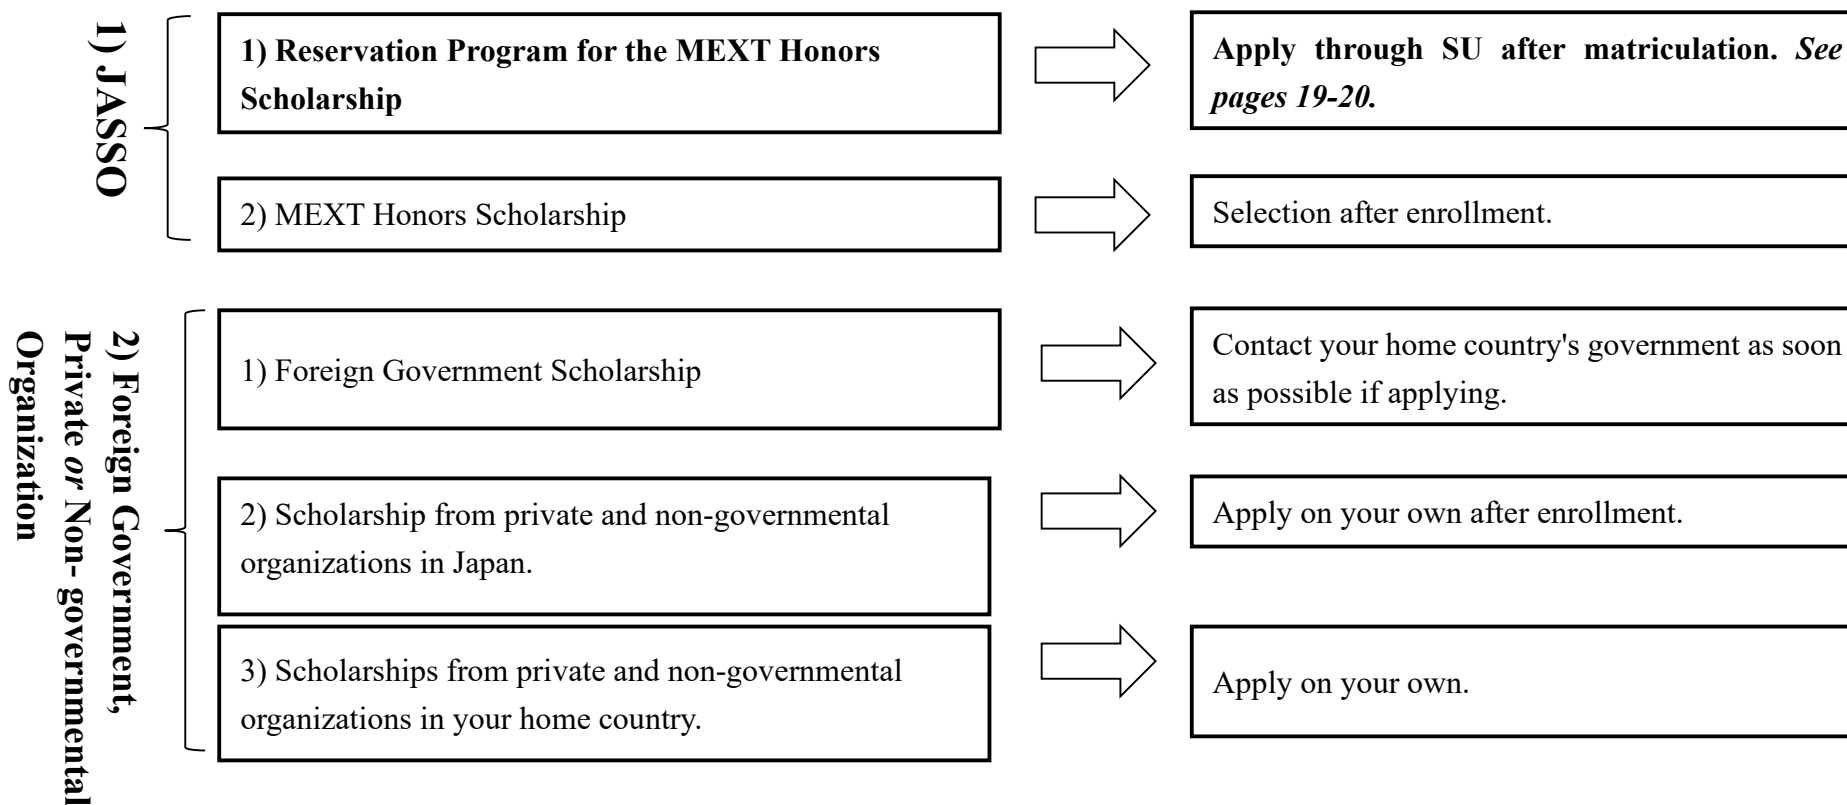 1) JASSO
1) Reservation Program for the MEXT Honors
Scholarship
Apply through SU after matriculation. See
pages 19-20.
2) MEXT Honors Scholarship
Selection after enrollment.
2) Foreign Government,
Private or Non- governmental
Organization
1) Foreign Government Scholarship
Contact your home country's government as soon
as possible if applying.
2) Scholarship from private and non-governmental
organizations in Japan.
Apply on your own after enrollment.
3) Scholarships from private and non-governmental
organizations in your home country.
Apply on your own.